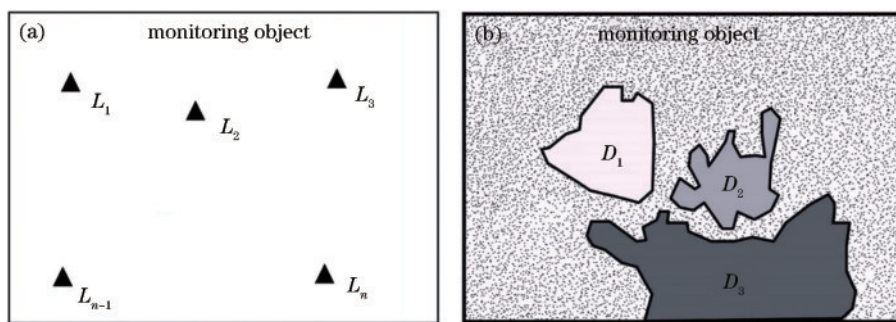 (a) monitoring object
L₁
L₂
L₃
Lₙ₋₁
Lₙ
(b) monitoring object
D₁
D₂
D₃